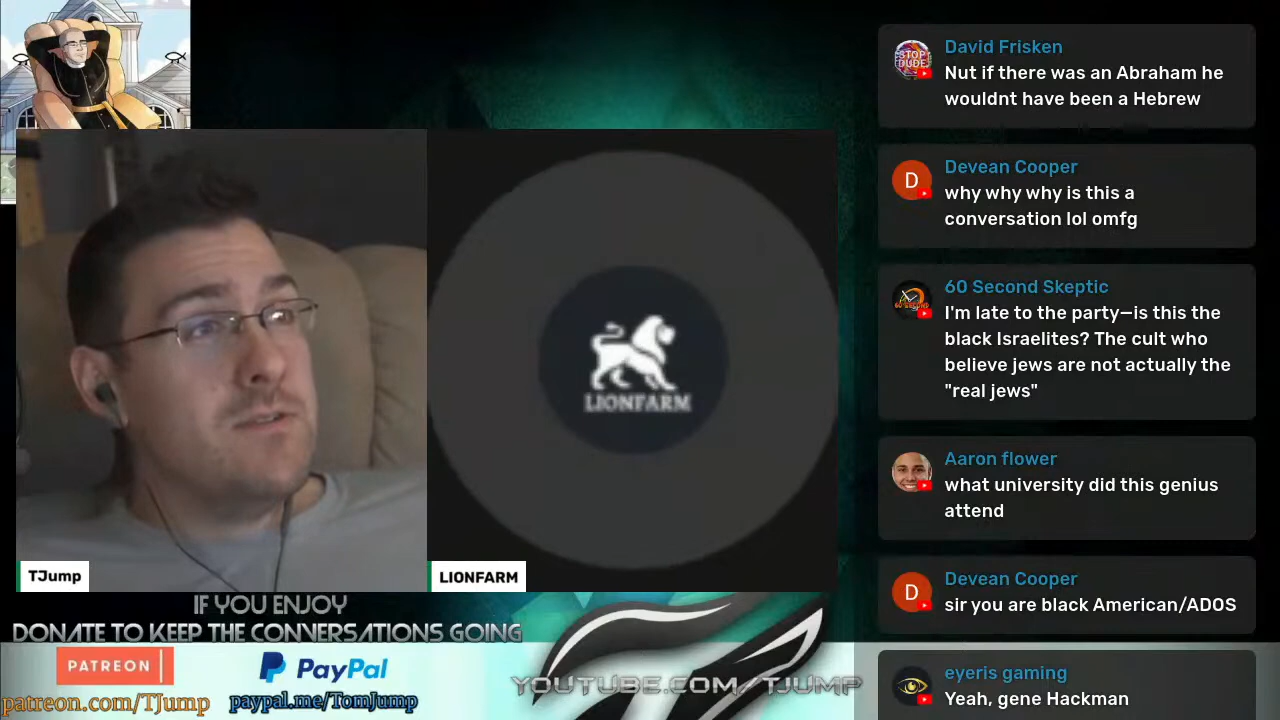 David Frisken
Nut if there was an Abraham he
wouldnt have been a Hebrew
STOP
DUDE
D
Devean Cooper
why why why is this a
conversation lol omfg
60 Second Skeptic
I'm late to the party—is this the
black Israelites? The cult who
believe jews are not actually the
"real jews"
Aaron flower
what university did this genius
attend
D
Devean Cooper
sir you are black American/ADOS
eyeris gaming
Yeah, gene Hackman
LIONFARM
TJump
LIONFARM
IF YOU ENJOY
DONATE TO KEEP THE CONVERSATIONS GOING
PATREON
PayPal
patreon.com/TJump
paypal.me/TomJump
YOUTUBE.COM/TJUMP